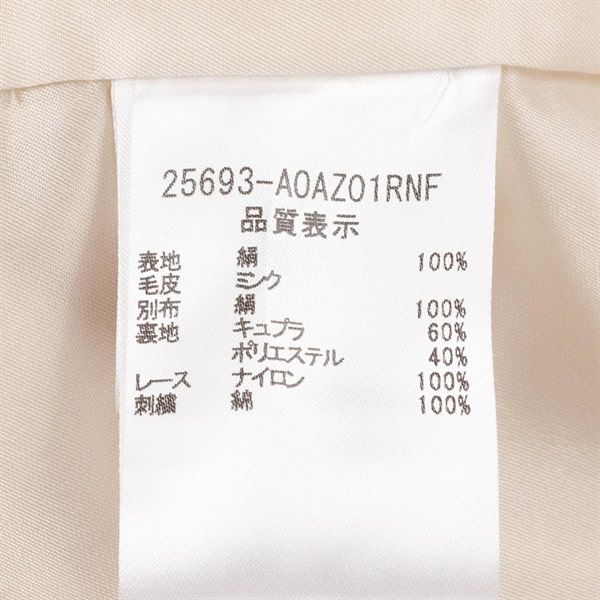 25693-A0AZ01RNF
品質表示
表地 絹 100%
毛皮 ミンク
別布 絹 100%
裏地 キュプラ 60%
ポリエステル 40%
レース ナイロン 100%
刺繍 綿 100%